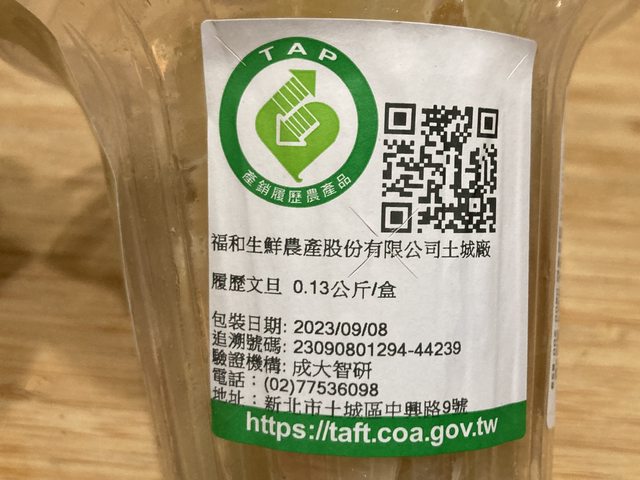 TAP
產銷履歷農產品
福和生鮮農產股份有限公司土城廠
履歷文旦 0.13公斤/盒
包裝日期: 2023/09/08
追溯號碼: 23090801294-44239
驗證機構: 成大智研
電話: (02)77536098
地址: 新北市土城區中興路9號
https://taft.coa.gov.tw